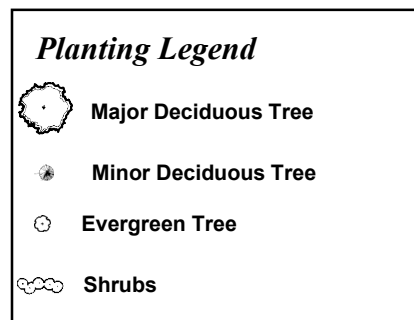 Planting Legend
Major Deciduous Tree
Minor Deciduous Tree
Evergreen Tree
Shrubs